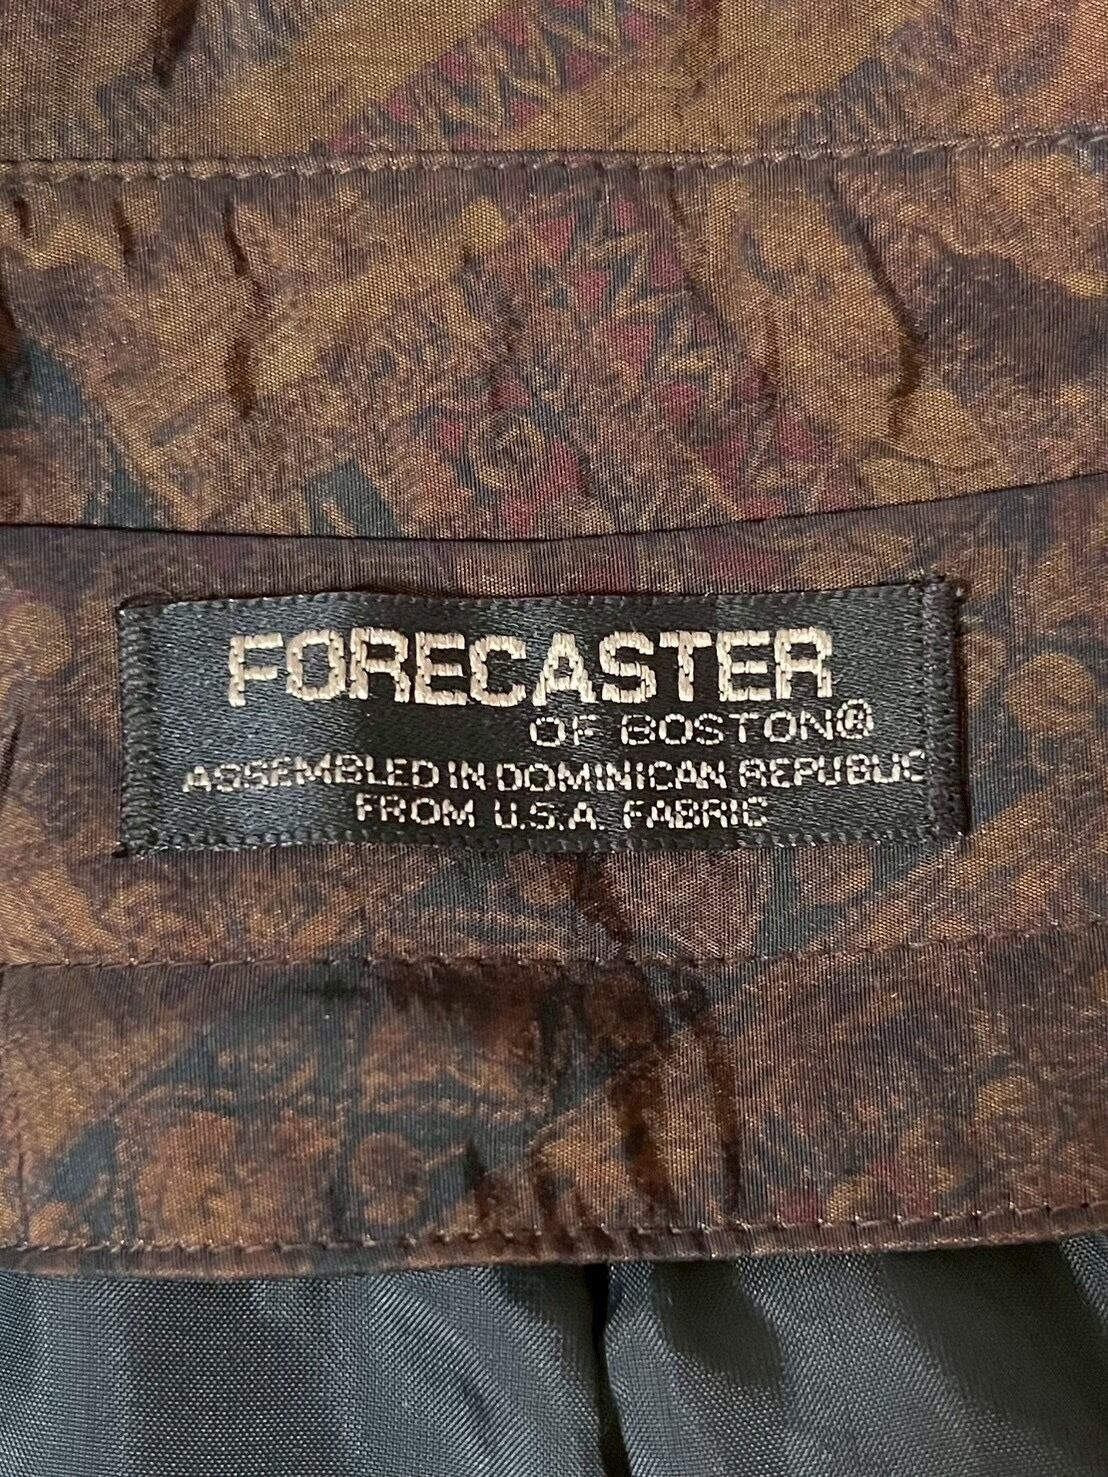 FORECASTER
OF BOSTON®
ASSEMBLED IN DOMINICAN REPUBLIC
FROM U.S.A. FABRIC